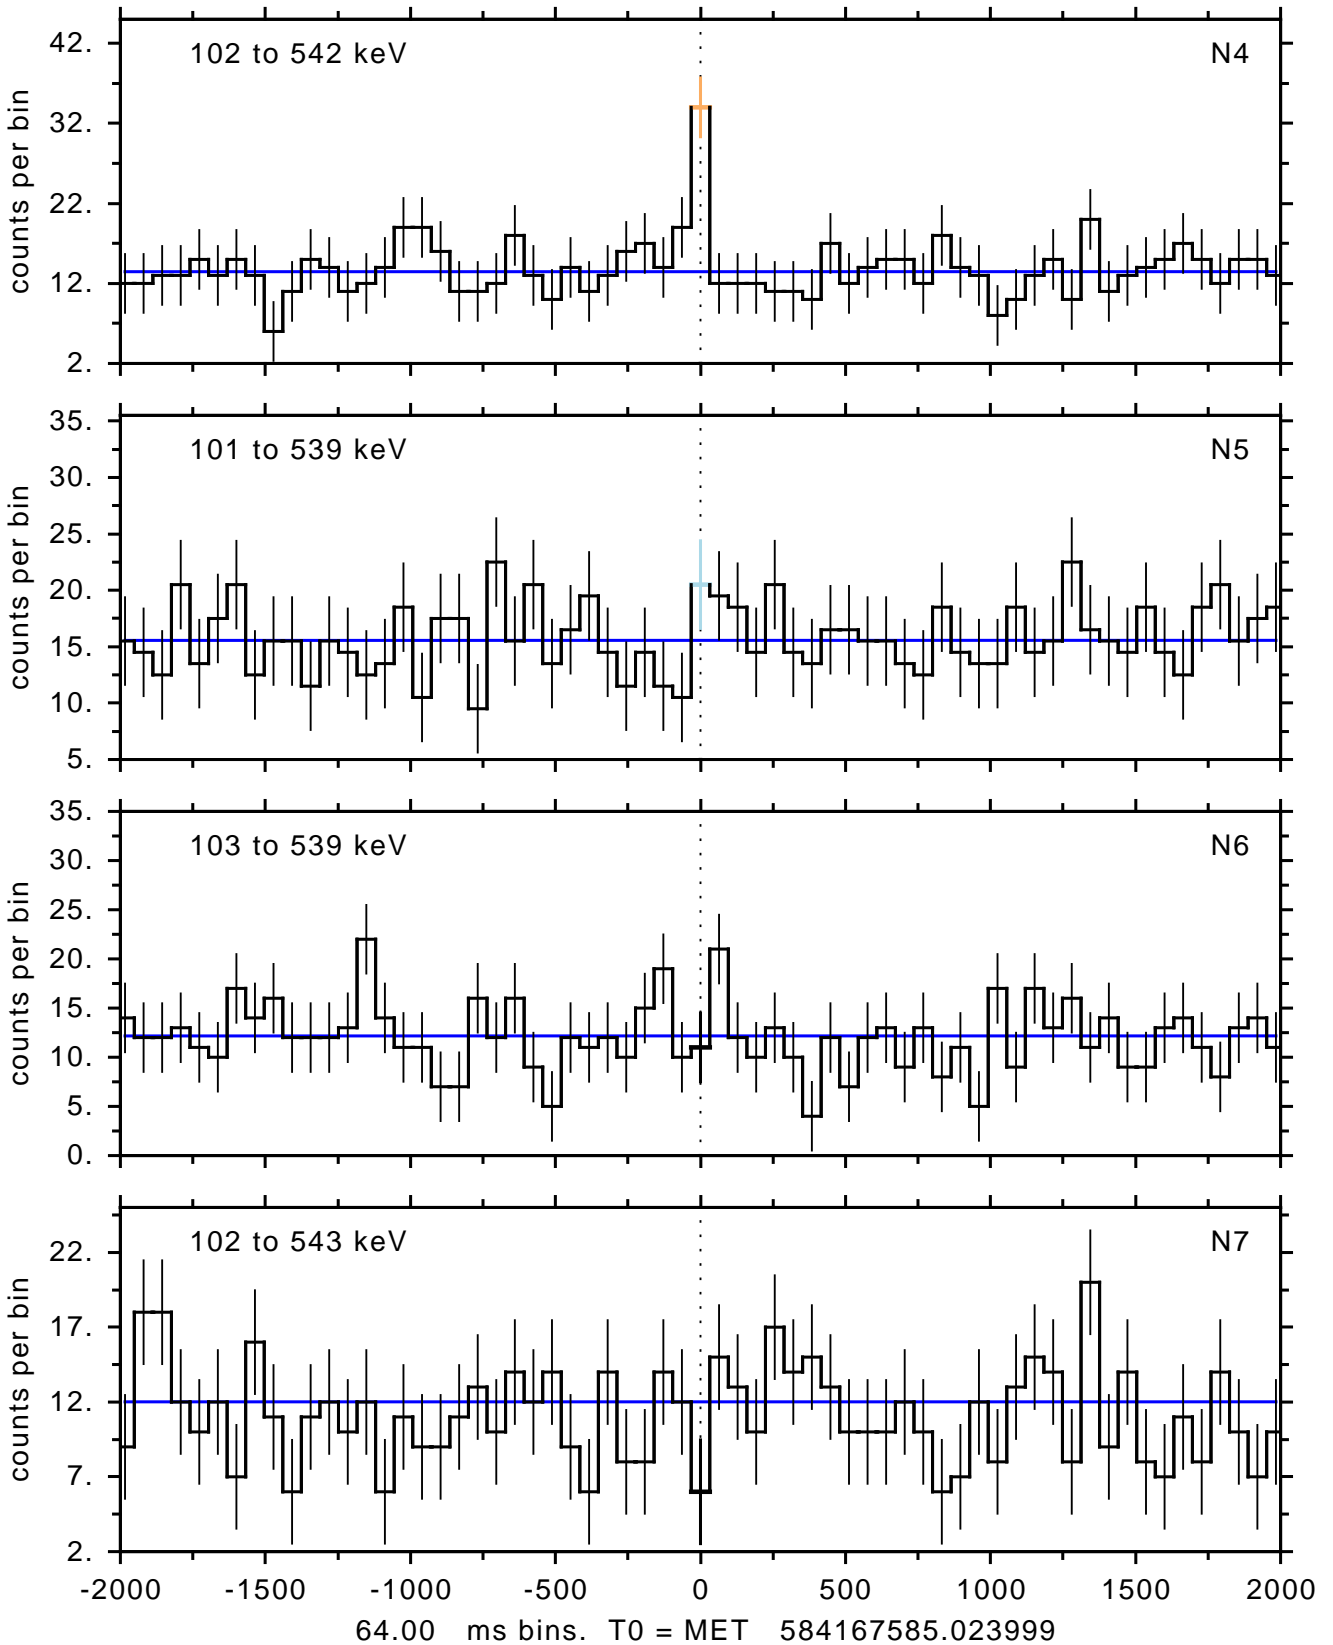 102 to 542 keV N4
42.
32.
22.
12.
2.
counts per bin
101 to 539 keV N5
35.
30.
25.
20.
15.
10.
5.
counts per bin
103 to 539 keV N6
35.
30.
25.
20.
15.
10.
5.
0.
counts per bin
102 to 543 keV N7
22.
17.
12.
7.
2.
counts per bin
-2000 -1500 -1000 -500 0 500 1000 1500 2000
64.00 ms bins. T0 = MET 584167585.023999